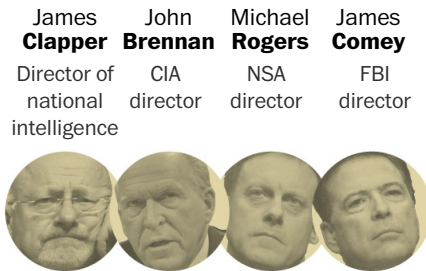 James
Clapper
Director of
national
intelligence
John
Brennan
CIA
director
Michael
Rogers
NSA
director
James
Comey
FBI
director